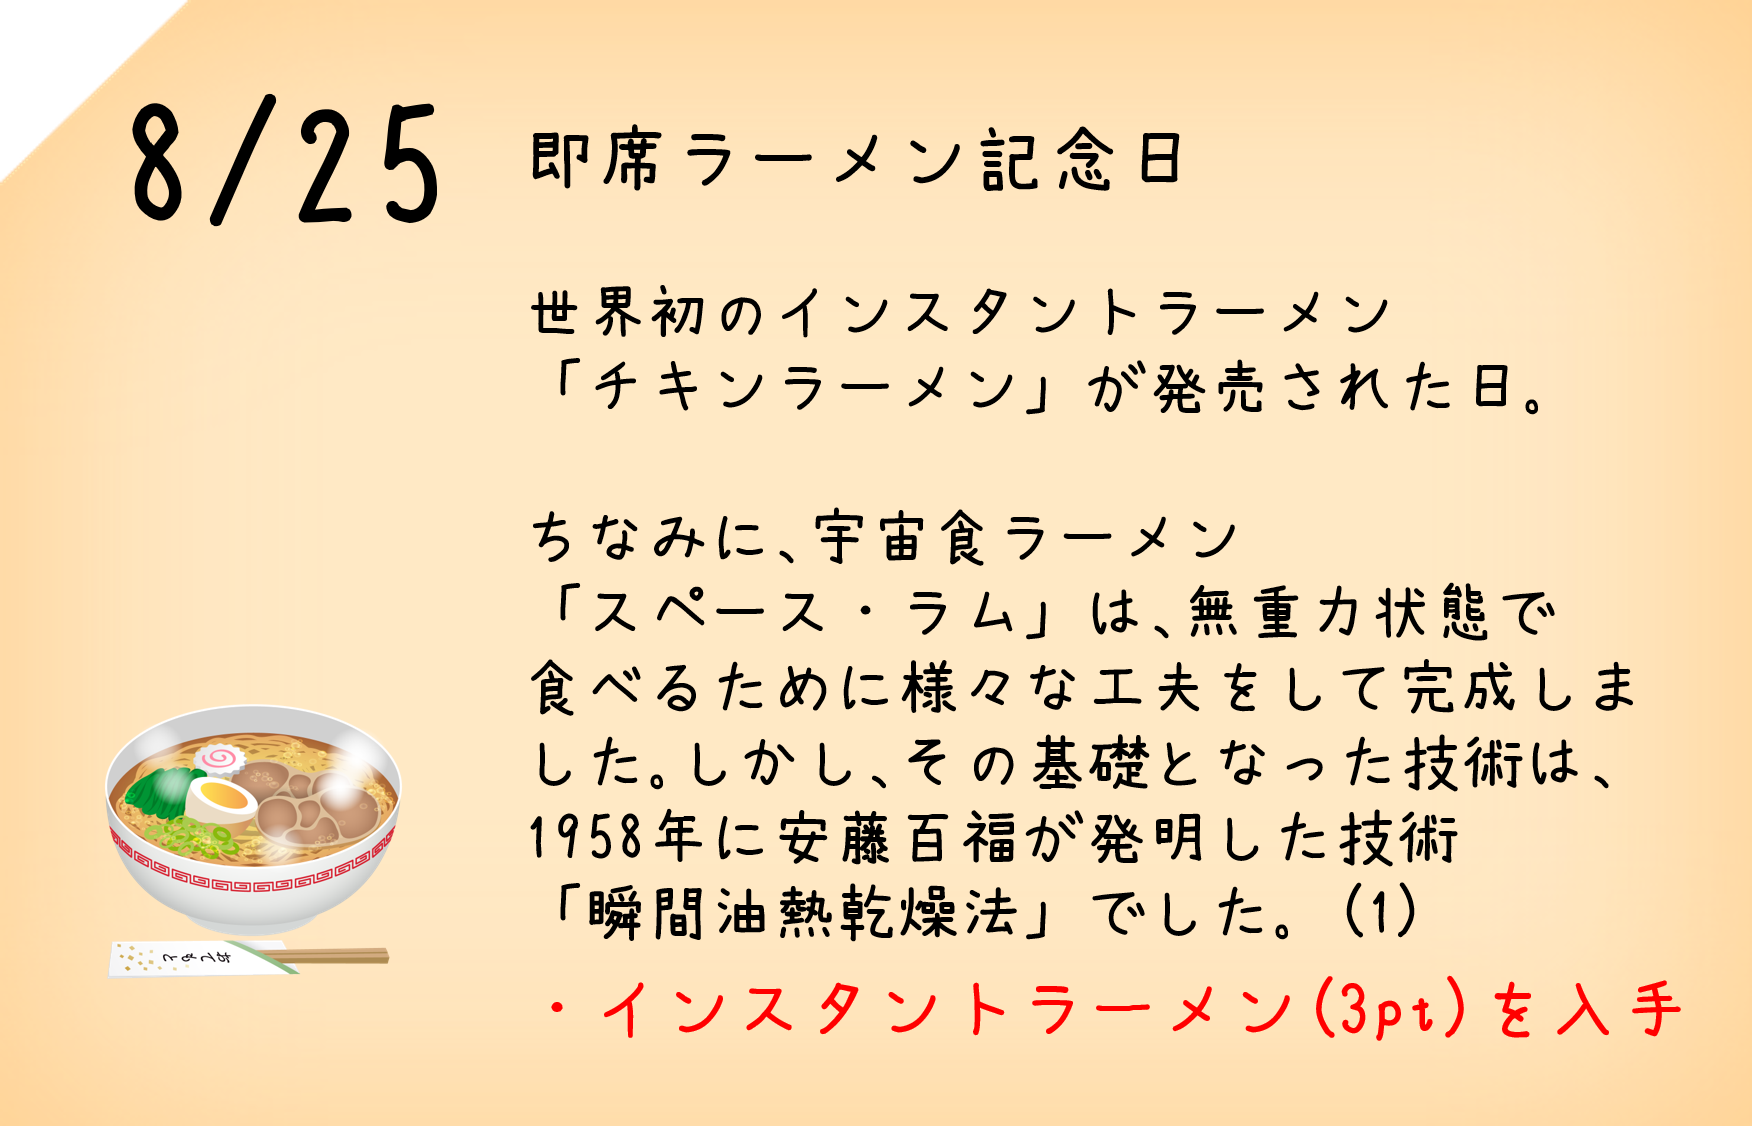 8/25 即席ラーメン記念日
世界初のインスタントラーメン
「チキンラーメン」が発売された日。
ちなみに、宇宙食ラーメン
「スペース・ラム」は、無重力状態で
食べるために様々な工夫をして完成しま
した。しかし、その基礎となった技術は、
1958年に安藤百福が発明した技術
「瞬間油熱乾燥法」でした。(1)
・インスタントラーメン(3pt)を入手
おてもと